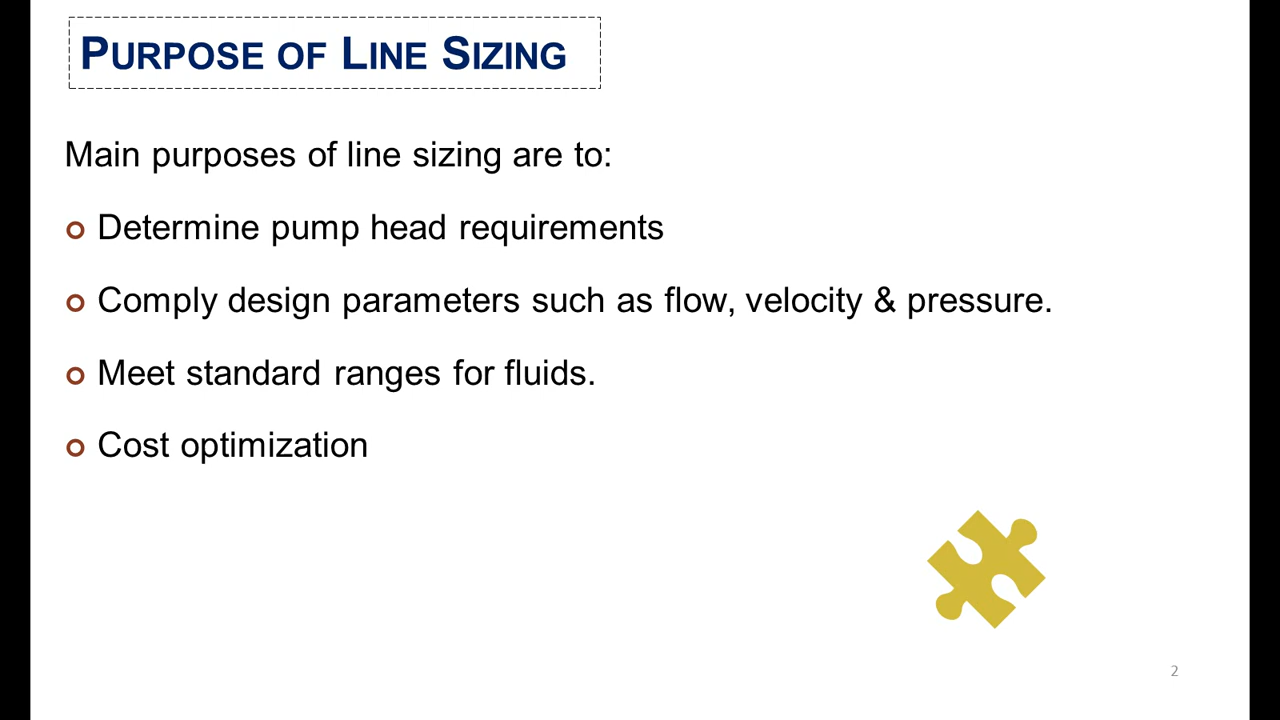 PURPOSE OF LINE SIZING
Main purposes of line sizing are to:
Determine pump head requirements
Comply design parameters such as flow, velocity & pressure.
Meet standard ranges for fluids.
Cost optimization
2